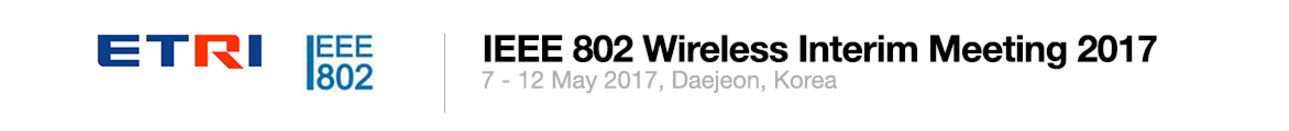 ETRI
IEEE
802
IEEE 802 Wireless Interim Meeting 2017
7 - 12 May 2017, Daejeon, Korea